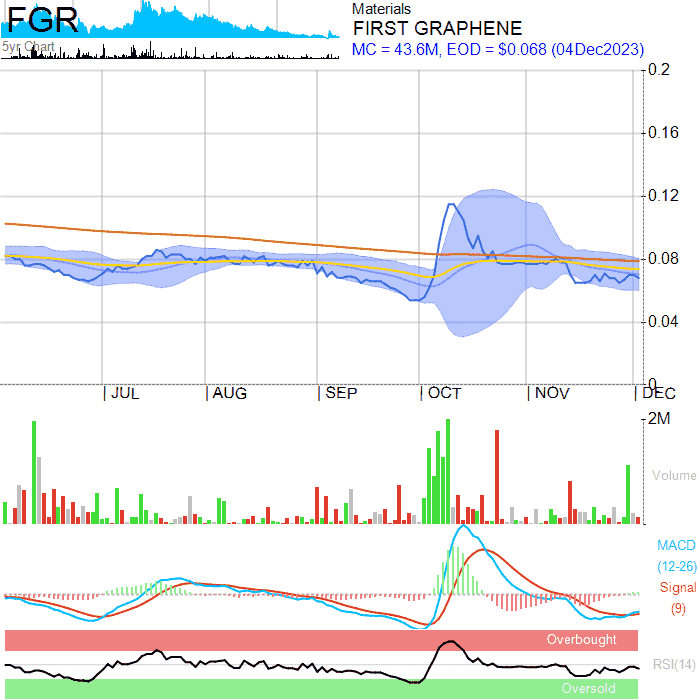 FGR
5yr Chart
Materials
FIRST GRAPHENE
MC = 43.6M, EOD = $0.068 (04Dec2023)
0.2
0.16
0.12
0.08
0.04
0
JUL
AUG
SEP
OCT
NOV
DEC
2M
Volume
MACD
(12-26)
Signal
(9)
Overbought
RSI(14)
Oversold